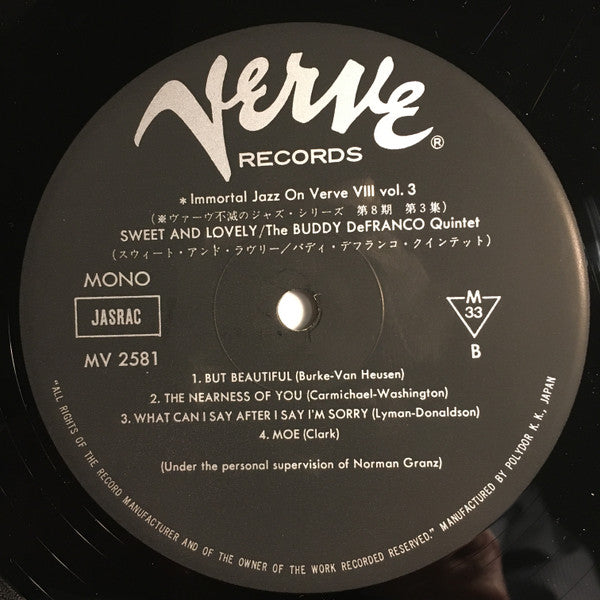 Verve®
RECORDS
*Immortal Jazz On Verve VIII vol. 3
(※ヴァーヴ不滅のジャズ・シリーズ 第8期 第3集)
SWEET AND LOVELY/The BUDDY DeFRANCO Quintet
(スウィート・アンド・ラヴリー/バディ・デフランコ・クインテット)
MONO
JASRAC
MV 2581
M
33
B
1. BUT BEAUTIFUL (Burke-Van Heusen)
2. THE NEARNESS OF YOU (Carmichael-Washington)
3. WHAT CAN I SAY AFTER I SAY I'M SORRY (Lyman-Donaldson)
4. MOE (Clark)
(Under the personal supervision of Norman Granz)
"ALL RIGHTS OF THE RECORD MANUFACTURER AND OF THE OWNER OF THE WORK RECORDED RESERVED." MANUFACTURED BY POLYDOR K. K., JAPAN